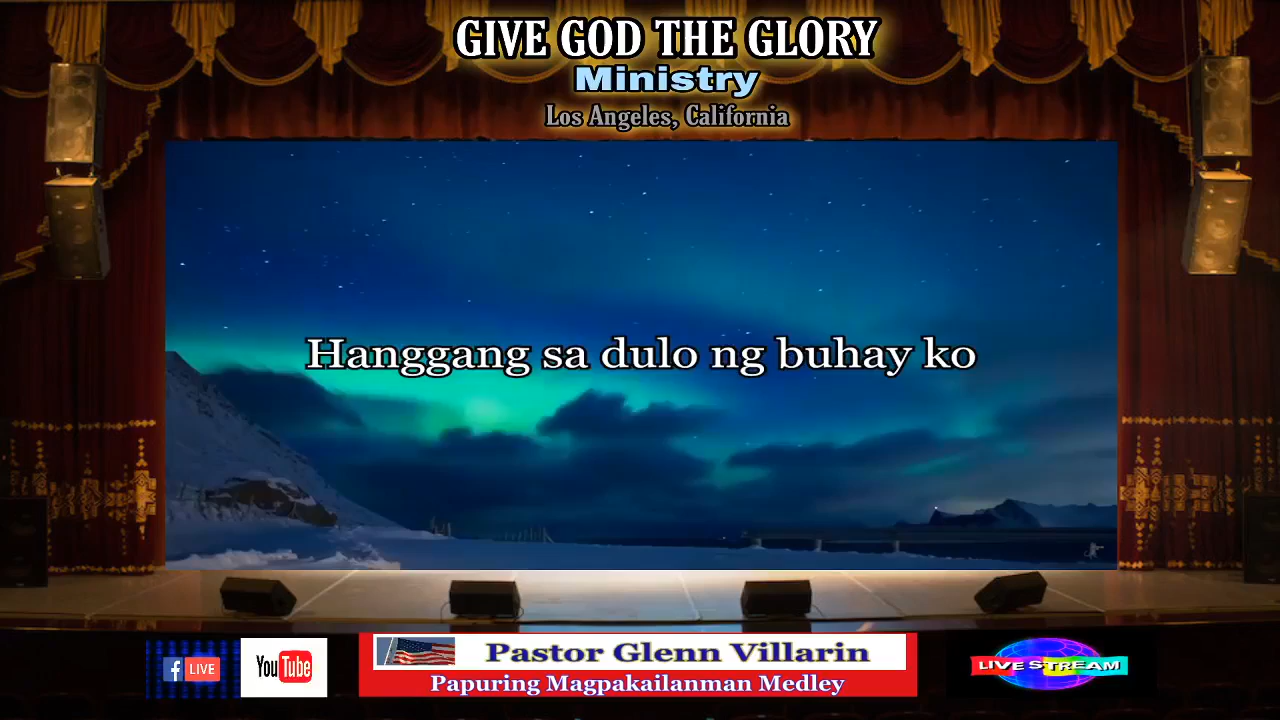 GIVE GOD THE GLORY
Ministry
Los Angeles, California
Hanggang sa dulo ng buhay ko
LIVE
YouTube
Pastor Glenn Villarin
Papuring Magpakailanman Medley
LIVE STREAM